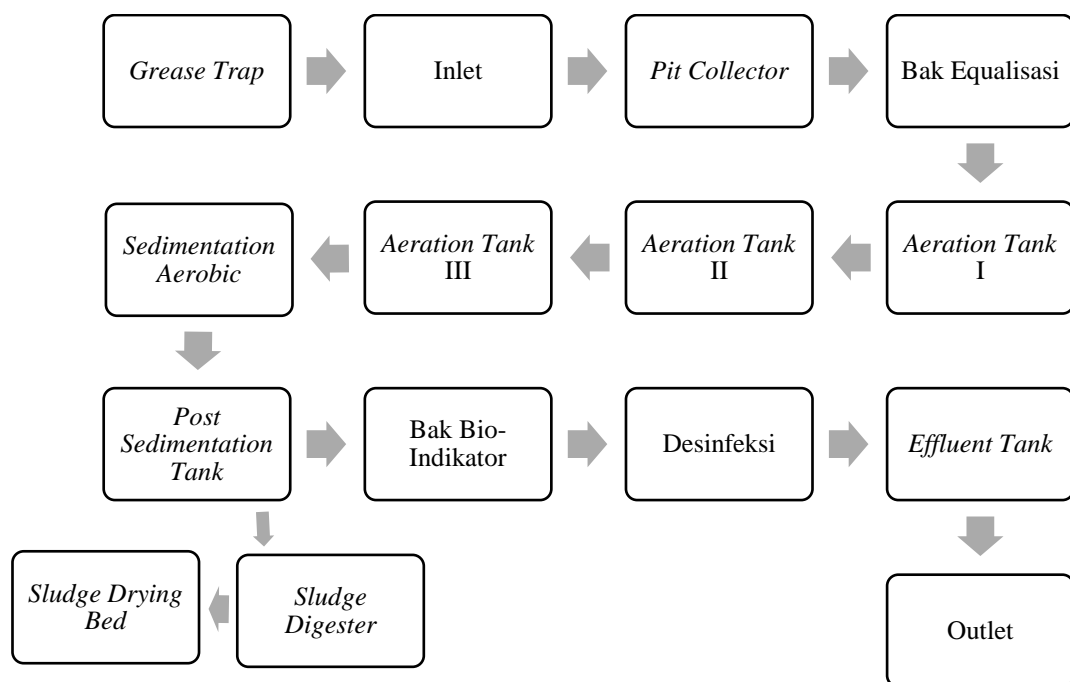 Grease Trap
Inlet
Pit Collector
Bak Equalisasi
Sedimentation
Aerobic
Aeration Tank
III
Aeration Tank
II
Aeration Tank
I
Post
Sedimentation
Tank
Bak Bio-
Indikator
Desinfeksi
Effluent Tank
Sludge Drying
Bed
Sludge
Digester
Outlet